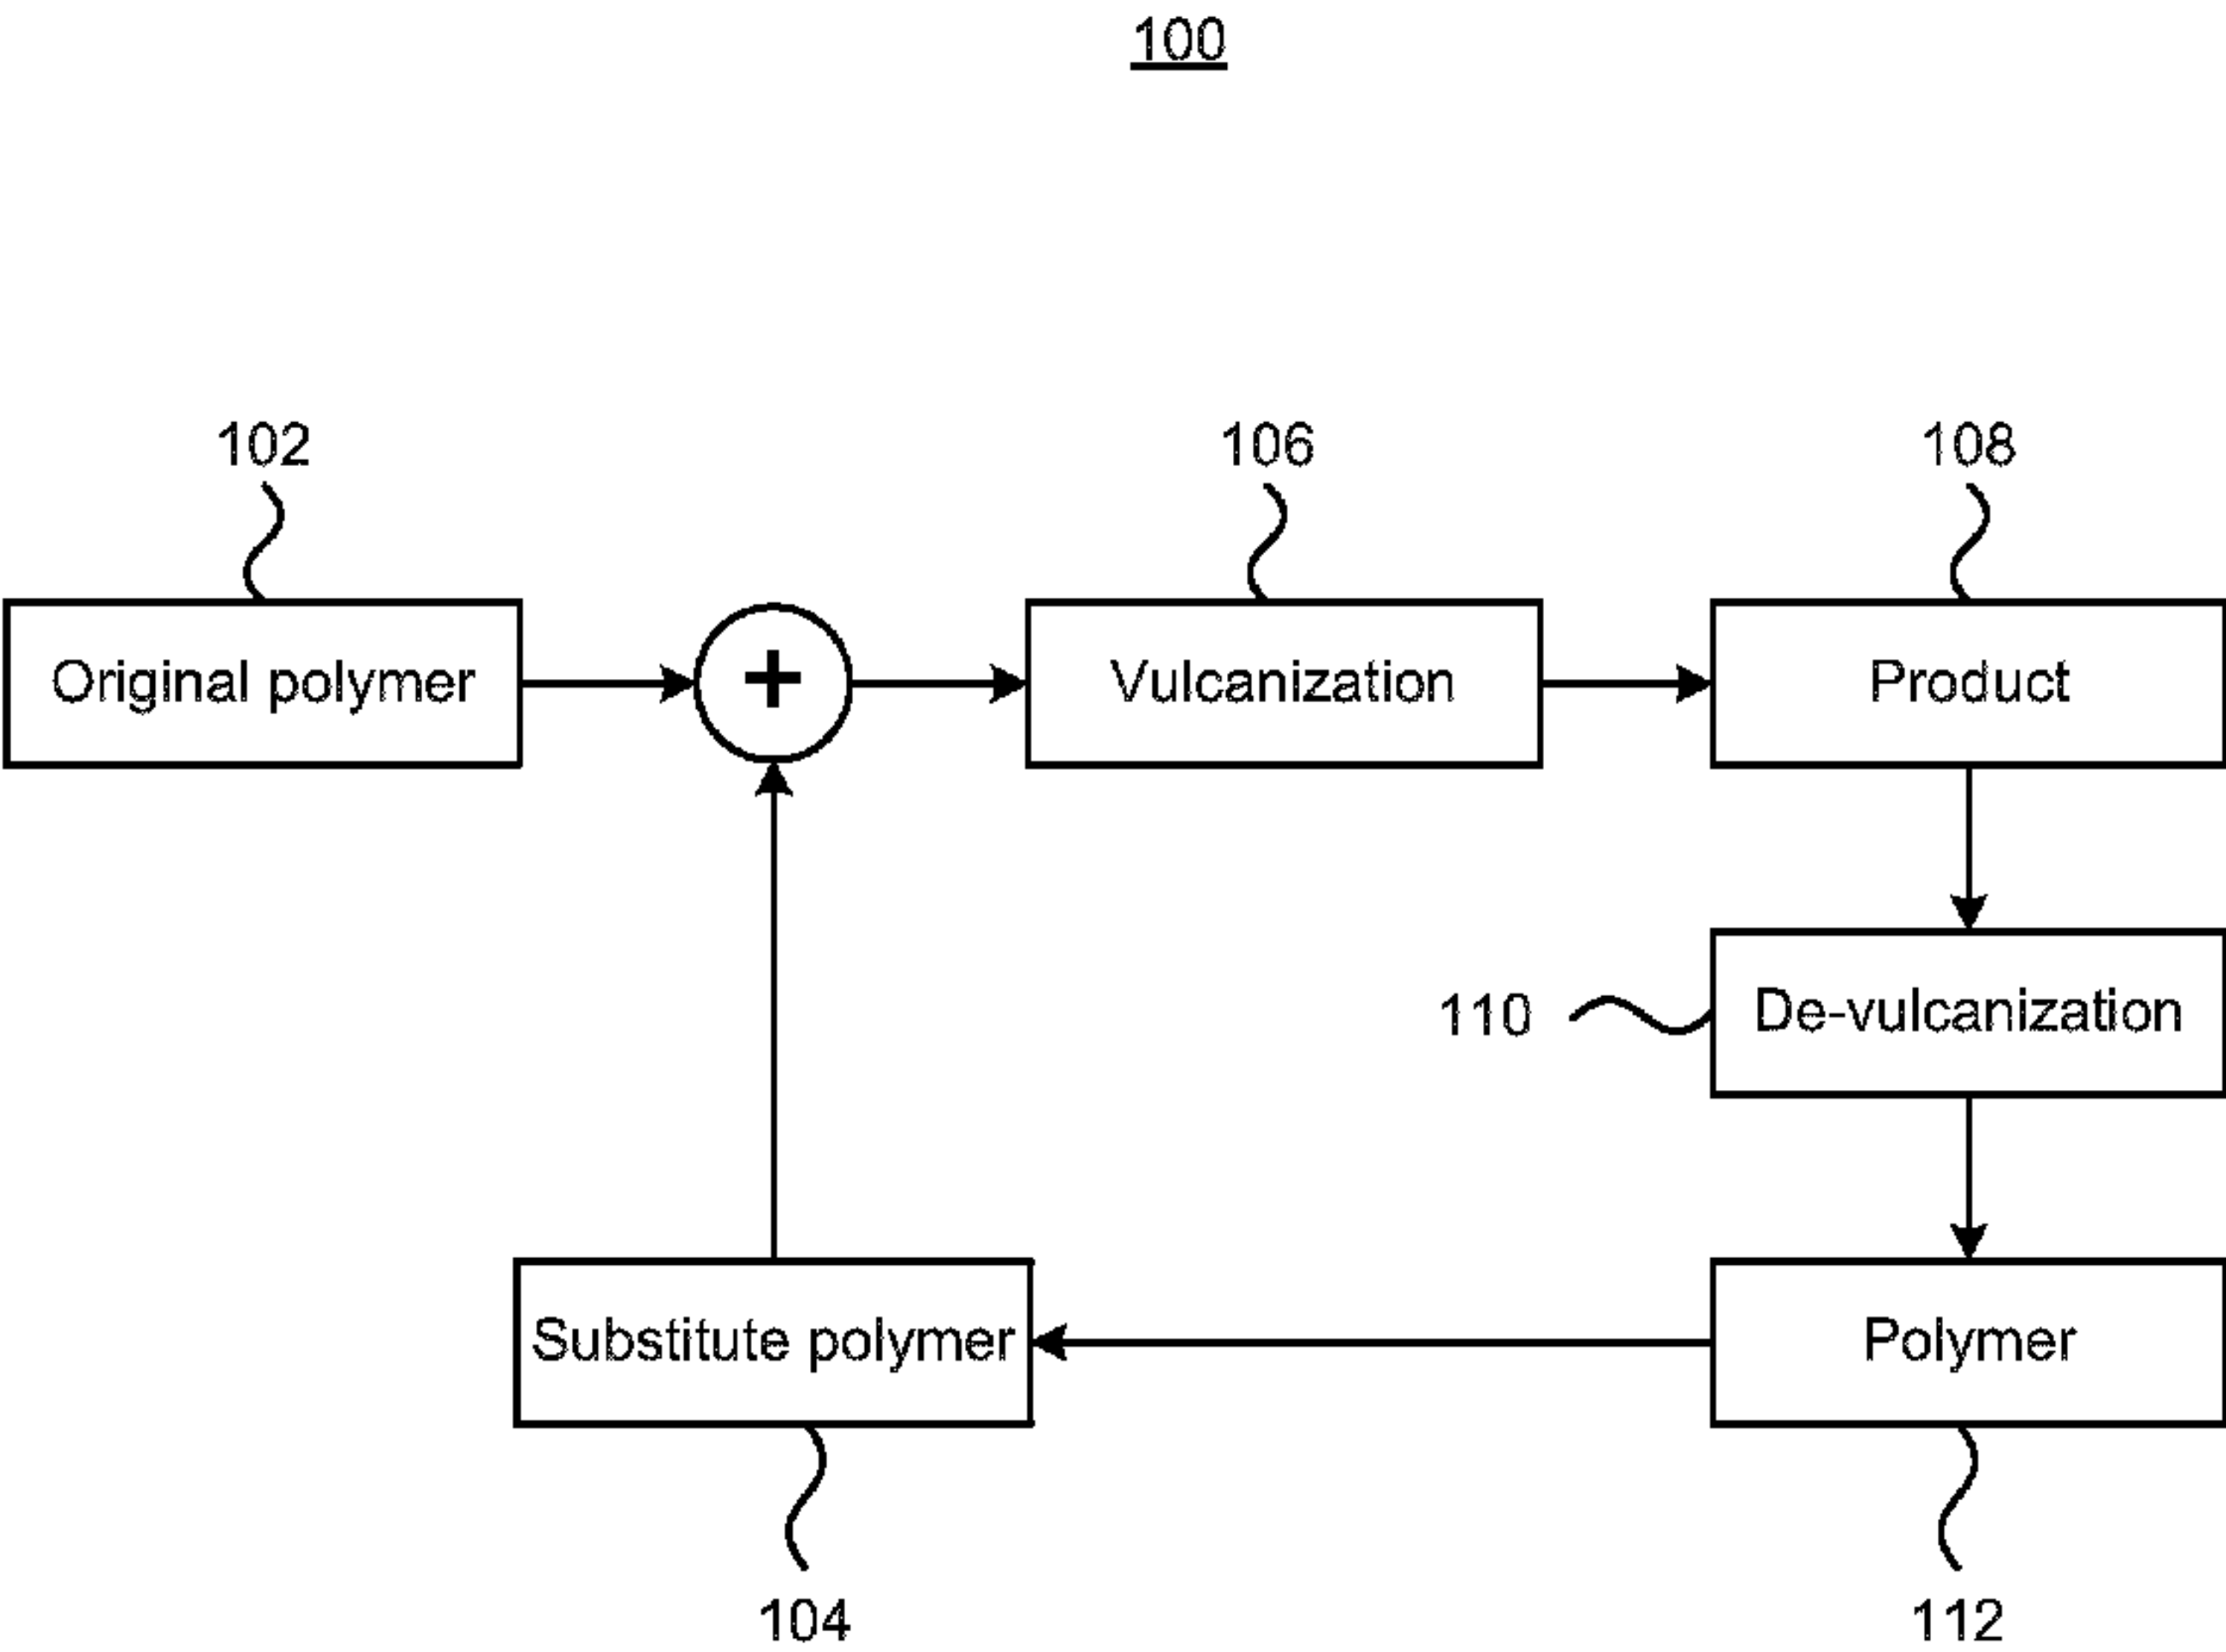 100
102
106
108
Original polymer
+
Vulcanization
Product
110
De-vulcanization
Substitute polymer
Polymer
104
112